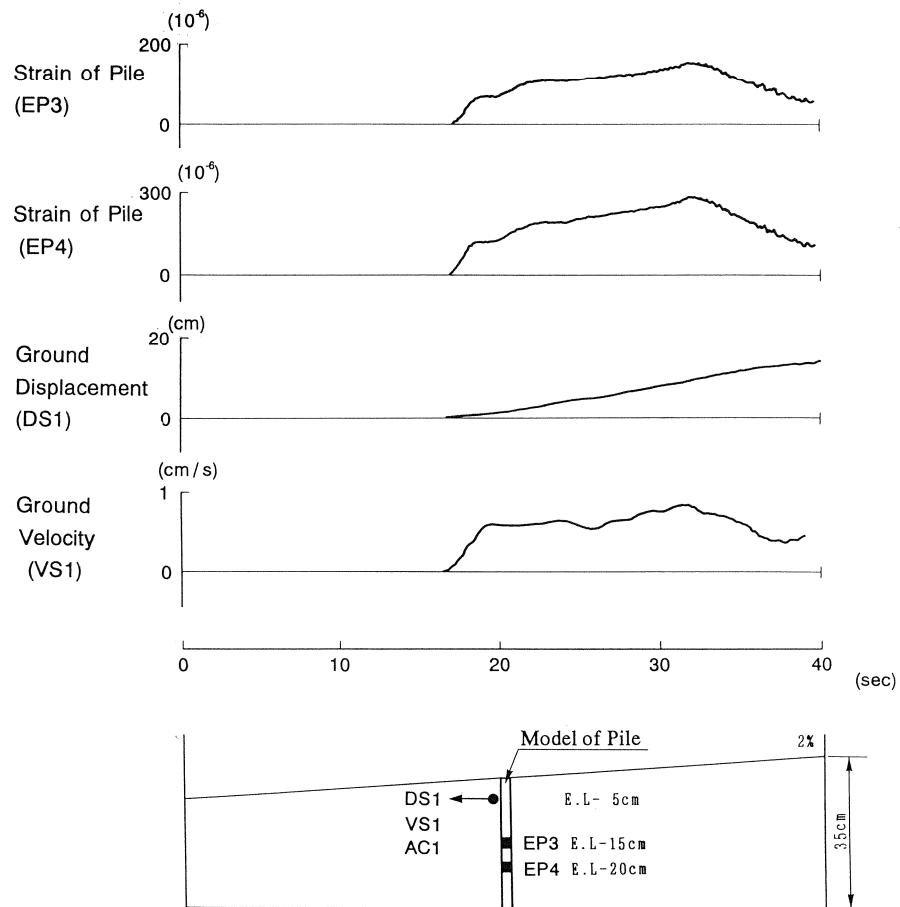 (10⁻⁶)
200
Strain of Pile
(EP3)
0
(10⁻⁶)
300
Strain of Pile
(EP4)
0
(cm)
20
Ground
Displacement
(DS1)
0
(cm/s)
1
Ground
Velocity
(VS1)
0
0 10 20 30 40
(sec)
Model of Pile
2%
DS1 E.L- 5cm
VS1
AC1
EP3 E.L-15cm
EP4 E.L-20cm
35cm